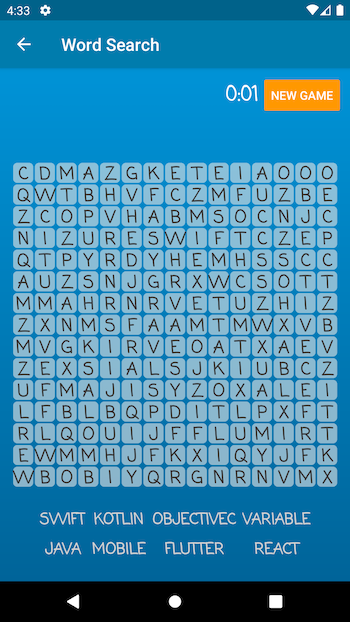 4:33
Word Search
0:01 NEW GAME
C D M A Z G K E T E I A O O O
Q W T B H V F C Z M F U Z B E
Z C O P V H A B M S O C N J C
N I Z U R E S W I F T C Z E P
Q T P Y R D Y H E M H S S C C
A U Z S N J G R X W C S O T T
M M A H R N R V E T U Z H I Z
Z X N M S F A A M T M W X V B
M V G K I R V E O A T X A E V
Z E X S I A L S J K I U B C Z
U F M A J I S Y Z O X A L E I
L F B L B Q P D I T L P X F T
R L Q O U I J F F L U M I R T
E W M M H J F K X I Q Y J F K
W B O B I Y Q R G N R N V M X
SWIFT KOTLIN OBJECTIVEC VARIABLE
JAVA MOBILE FLUTTER REACT